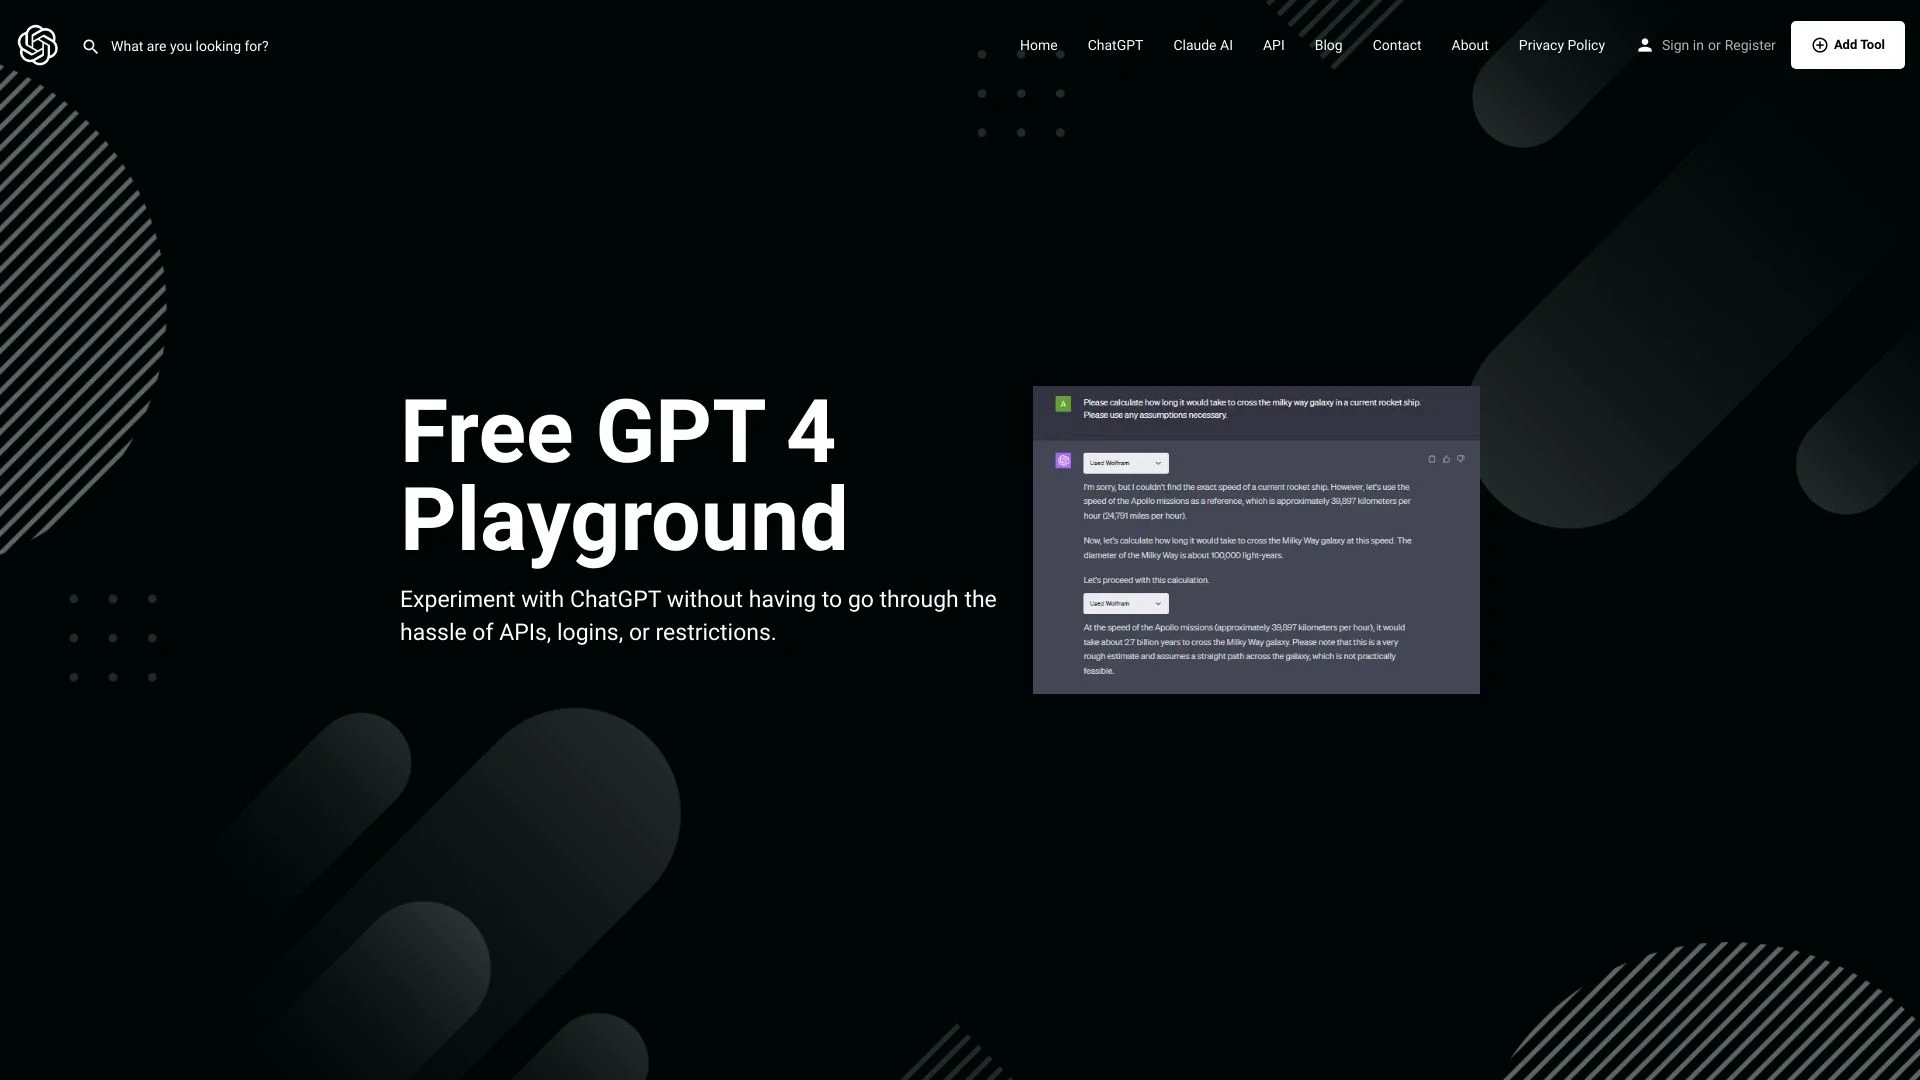 What are you looking for?
Home
ChatGPT
Claude AI
API
Blog
Contact
About
Privacy Policy
Sign in or Register
Add Tool
Free GPT 4
Playground
Experiment with ChatGPT without having to go through the
hassle of APIs, logins, or restrictions.
A
Please calculate how long it would take to cross the milky way galaxy in a current rocket ship.
Please use any assumptions necessary.
Used Wolfram
I'm sorry, but I couldn't find the exact speed of a current rocket ship. However, let's use the
speed of the Apollo missions as a reference, which is approximately 39,897 kilometers per
hour (24,791 miles per hour).
Now, let's calculate how long it would take to cross the Milky Way galaxy at this speed. The
diameter of the Milky Way is about 100,000 light-years.
Let's proceed with this calculation.
Used Wolfram
At the speed of the Apollo missions (approximately 39,897 kilometers per hour), it would
take about 2.7 billion years to cross the Milky Way galaxy. Please note that this is a very
rough estimate and assumes a straight path across the galaxy, which is not practically
feasible.